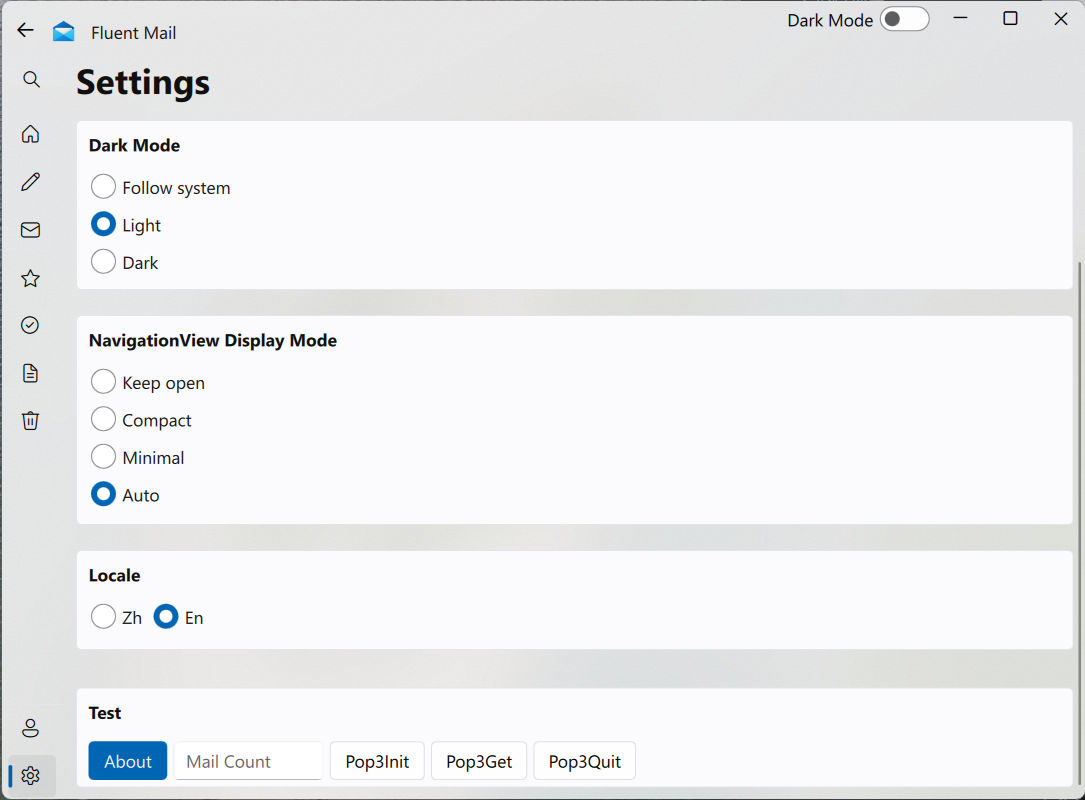 Fluent Mail
Dark Mode
Settings
Dark Mode
Follow system
Light
Dark
NavigationView Display Mode
Keep open
Compact
Minimal
Auto
Locale
Zh En
Test
About Mail Count Pop3Init Pop3Get Pop3Quit